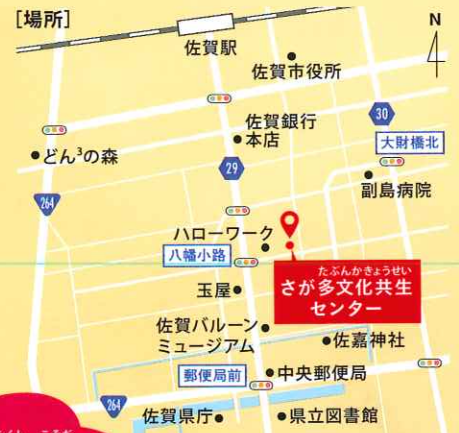 [場所]
N
佐賀駅
佐賀市役所
30
佐賀銀行
本店
大財橋北
どん³の森
29
副島病院
264
ハローワーク
八幡小路
たぶんかきょうせい
さが多文化共生
センター
玉屋
佐賀バルーン
ミュージアム
佐嘉神社
郵便局前
中央郵便局
264
佐賀県庁
県立図書館